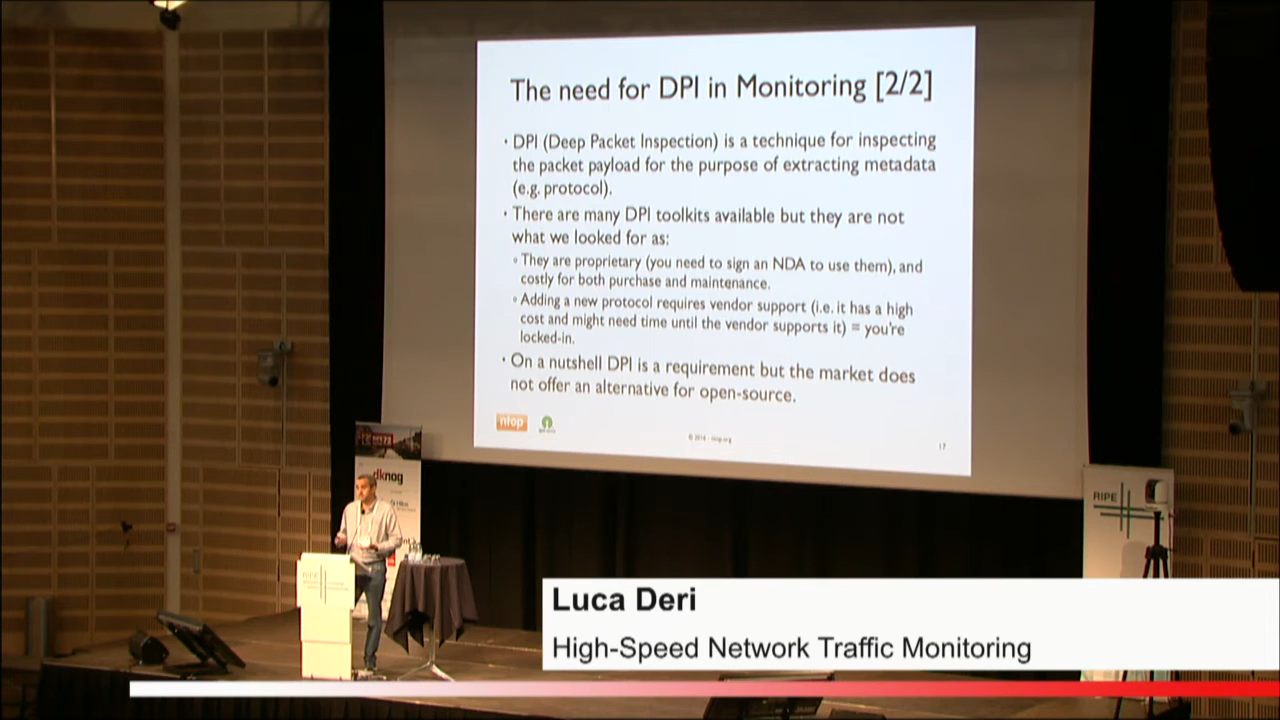 The need for DPI in Monitoring [2/2]
• DPI (Deep Packet Inspection) is a technique for inspecting
the packet payload for the purpose of extracting metadata
(e.g. protocol).
• There are many DPI toolkits available but they are not
what we looked for as:
◦ They are proprietary (you need to sign an NDA to use them), and
costly for both purchase and maintenance.
◦ Adding a new protocol requires vendor support (i.e. it has a high
cost and might need time until the vendor supports it) = you're
locked-in.
• On a nutshell DPI is a requirement but the market does
not offer an alternative for open-source.
ntop
17
dknog
RIPE
RIPE
Luca Deri
High-Speed Network Traffic Monitoring